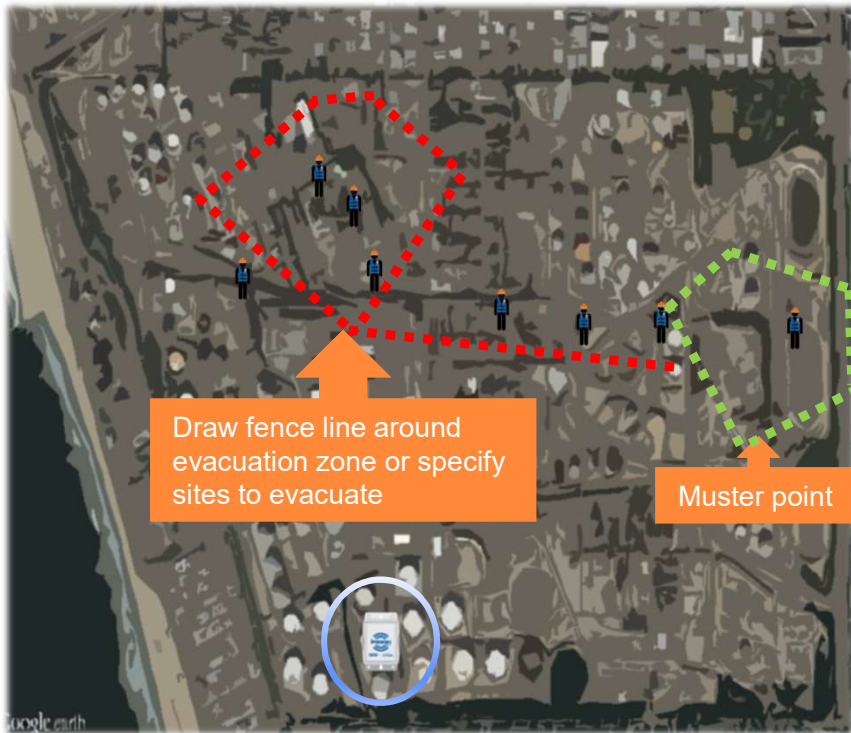 Draw fence line around
evacuation zone or specify
sites to evacuate
Muster point
Google earth